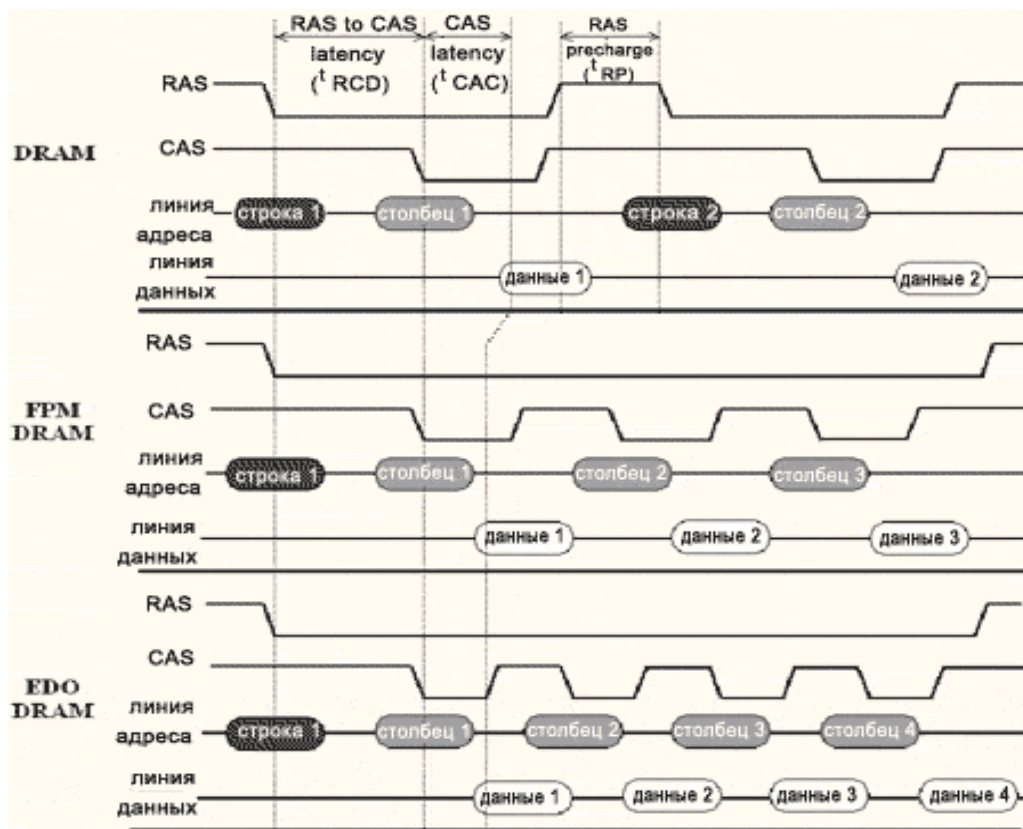 RAS to CAS CAS RAS
latency latency precharge
(t RCD) (t CAC) (t RP)
RAS
DRAM CAS
линия адреса строка 1 столбец 1 строка 2 столбец 2
линия данных данные 1 данные 2
RAS
FPM DRAM CAS
линия адреса строка 1 столбец 1 столбец 2 столбец 3
линия данных данные 1 данные 2 данные 3
RAS
EDO DRAM CAS
линия адреса строка 1 столбец 1 столбец 2 столбец 3 столбец 4
линия данных данные 1 данные 2 данные 3 данные 4